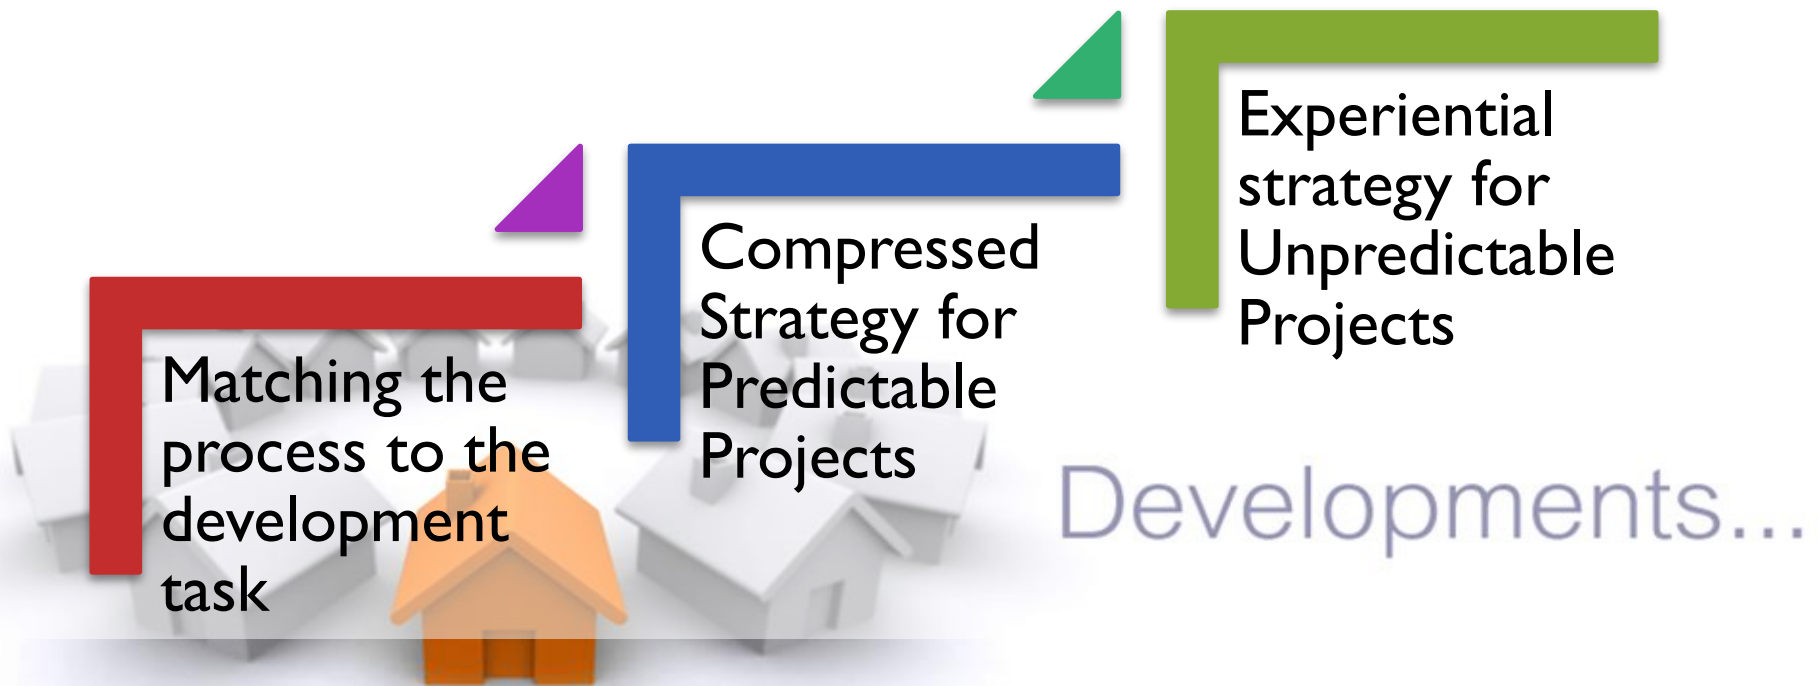 Matching the
process to the
development
task
Compressed
Strategy for
Predictable
Projects
Experiential
strategy for
Unpredictable
Projects
Developments...